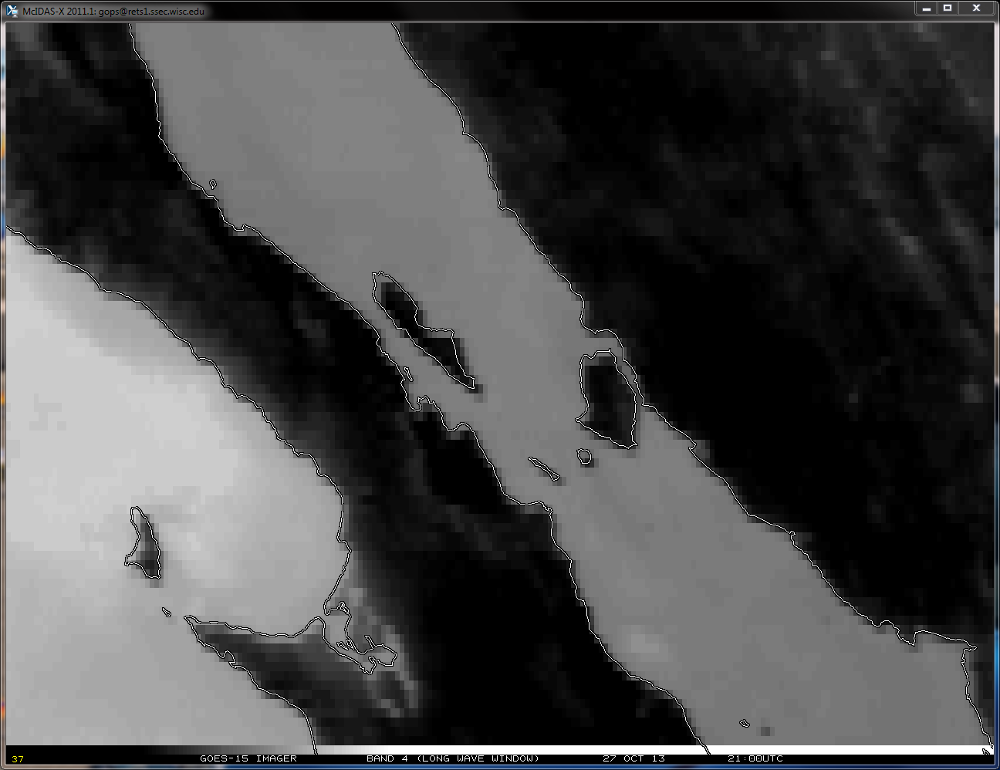 McIDAS-X 2011.1: gops@rets1.ssec.wisc.edu
37 GOES-15 IMAGER BAND 4 (LONG WAVE WINDOW) 27 OCT 13 21:00UTC